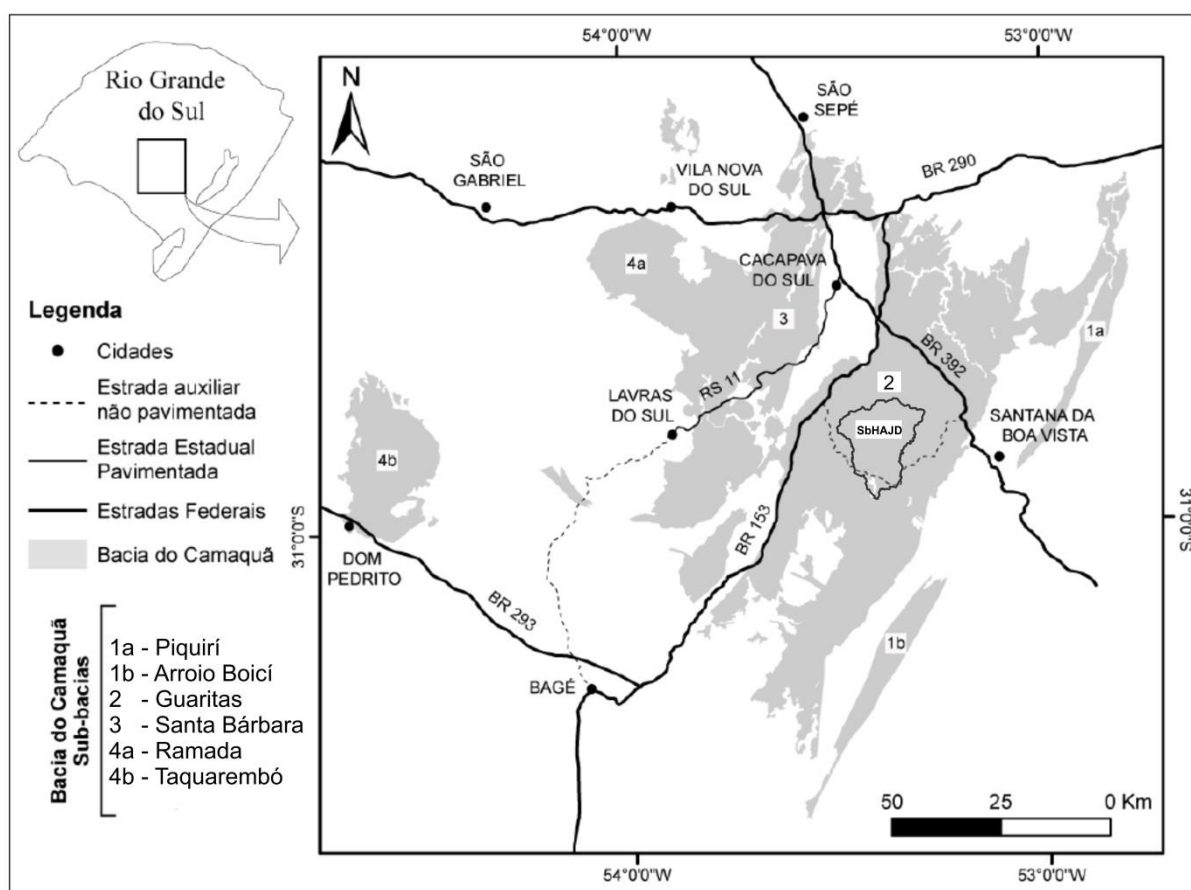 Rio Grande
do Sul
Legenda
Cidades
Estrada auxiliar
não pavimentada
Estrada Estadual
Pavimentada
Estradas Federais
Bacia do Camaquã
Bacia do Camaquã
Sub-bacias
1a - Piquirí
1b - Arroio Boicí
2 - Guaritas
3 - Santa Bárbara
4a - Ramada
4b - Taquarembó
54°0'0"W
53°0'0"W
N
SÃO
SEPÉ
SÃO
GABRIEL
VILA NOVA
DO SUL
BR 290
4a
CACAPAVA
DO SUL
3
1a
RS 11
BR 392
2
LAVRAS
DO SUL
SbHAJD
SANTANA DA
BOA VISTA
4b
31°0'0"S
31°0'0"S
BR 153
DOM
PEDRITO
BR 293
1b
BAGÉ
50
25
0 Km
54°0'0"W
53°0'0"W